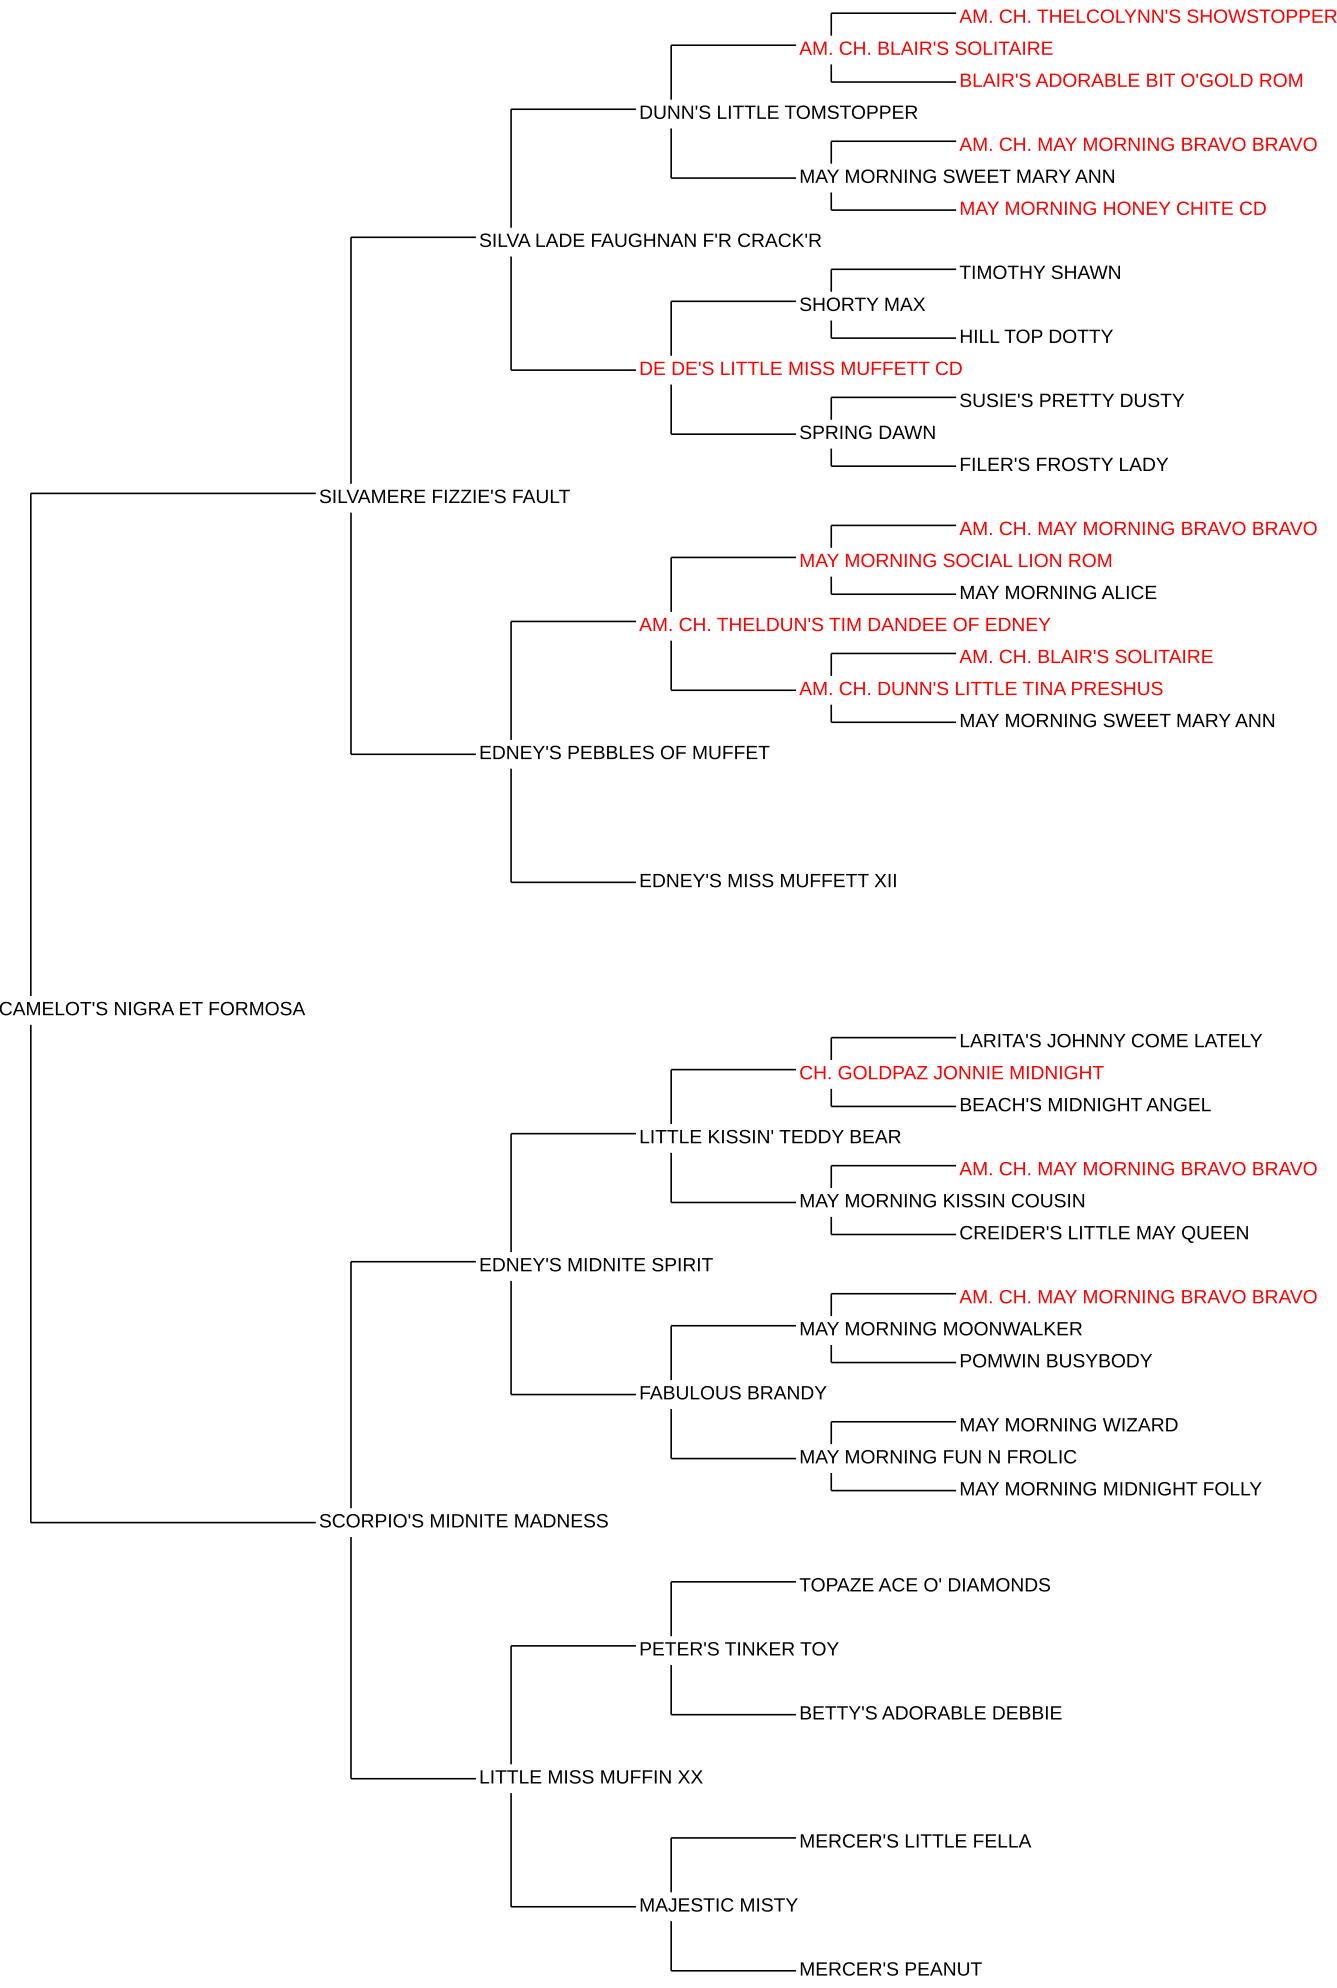 AM. CH. THELCOLYNN'S SHOWSTOPPER
AM. CH. BLAIR'S SOLITAIRE
BLAIR'S ADORABLE BIT O'GOLD ROM
DUNN'S LITTLE TOMSTOPPER
AM. CH. MAY MORNING BRAVO BRAVO
MAY MORNING SWEET MARY ANN
MAY MORNING HONEY CHITE CD
SILVA LADE FAUGHNAN F'R CRACK'R
TIMOTHY SHAWN
SHORTY MAX
HILL TOP DOTTY
DE DE'S LITTLE MISS MUFFETT CD
SUSIE'S PRETTY DUSTY
SPRING DAWN
FILER'S FROSTY LADY
SILVAMERE FIZZIE'S FAULT
AM. CH. MAY MORNING BRAVO BRAVO
MAY MORNING SOCIAL LION ROM
MAY MORNING ALICE
AM. CH. THELDUN'S TIM DANDEE OF EDNEY
AM. CH. BLAIR'S SOLITAIRE
AM. CH. DUNN'S LITTLE TINA PRESHUS
MAY MORNING SWEET MARY ANN
EDNEY'S PEBBLES OF MUFFET
EDNEY'S MISS MUFFETT XII
CAMELOT'S NIGRA ET FORMOSA
LARITA'S JOHNNY COME LATELY
CH. GOLDPAZ JONNIE MIDNIGHT
BEACH'S MIDNIGHT ANGEL
LITTLE KISSIN' TEDDY BEAR
AM. CH. MAY MORNING BRAVO BRAVO
MAY MORNING KISSIN COUSIN
CREIDER'S LITTLE MAY QUEEN
EDNEY'S MIDNITE SPIRIT
AM. CH. MAY MORNING BRAVO BRAVO
MAY MORNING MOONWALKER
POMWIN BUSYBODY
FABULOUS BRANDY
MAY MORNING WIZARD
MAY MORNING FUN N FROLIC
MAY MORNING MIDNIGHT FOLLY
SCORPIO'S MIDNITE MADNESS
TOPAZE ACE O' DIAMONDS
PETER'S TINKER TOY
BETTY'S ADORABLE DEBBIE
LITTLE MISS MUFFIN XX
MERCER'S LITTLE FELLA
MAJESTIC MISTY
MERCER'S PEANUT